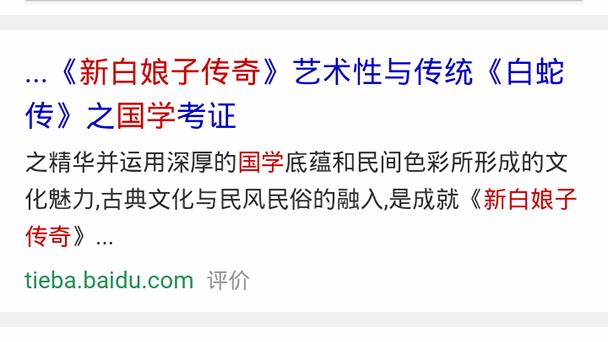 ...《新白娘子传奇》艺术性与传统《白蛇
传》之国学考证
之精华并运用深厚的国学底蕴和民间色彩所形成的文
化魅力,古典文化与民风民俗的融入,是成就《新白娘子
传奇》...
tieba.baidu.com 评价